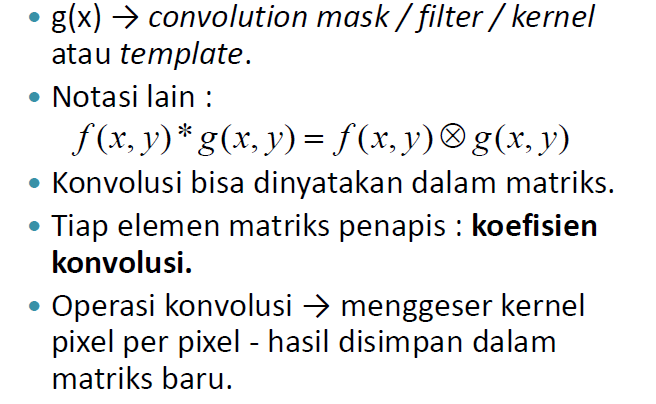 • g(x) → convolution mask / filter / kernel
atau template.
• Notasi lain :
f(x, y) * g(x, y) = f(x, y) ⊗ g(x, y)
• Konvolusi bisa dinyatakan dalam matriks.
• Tiap elemen matriks penapis : koefisien
konvolusi.
• Operasi konvolusi → menggeser kernel
pixel per pixel - hasil disimpan dalam
matriks baru.